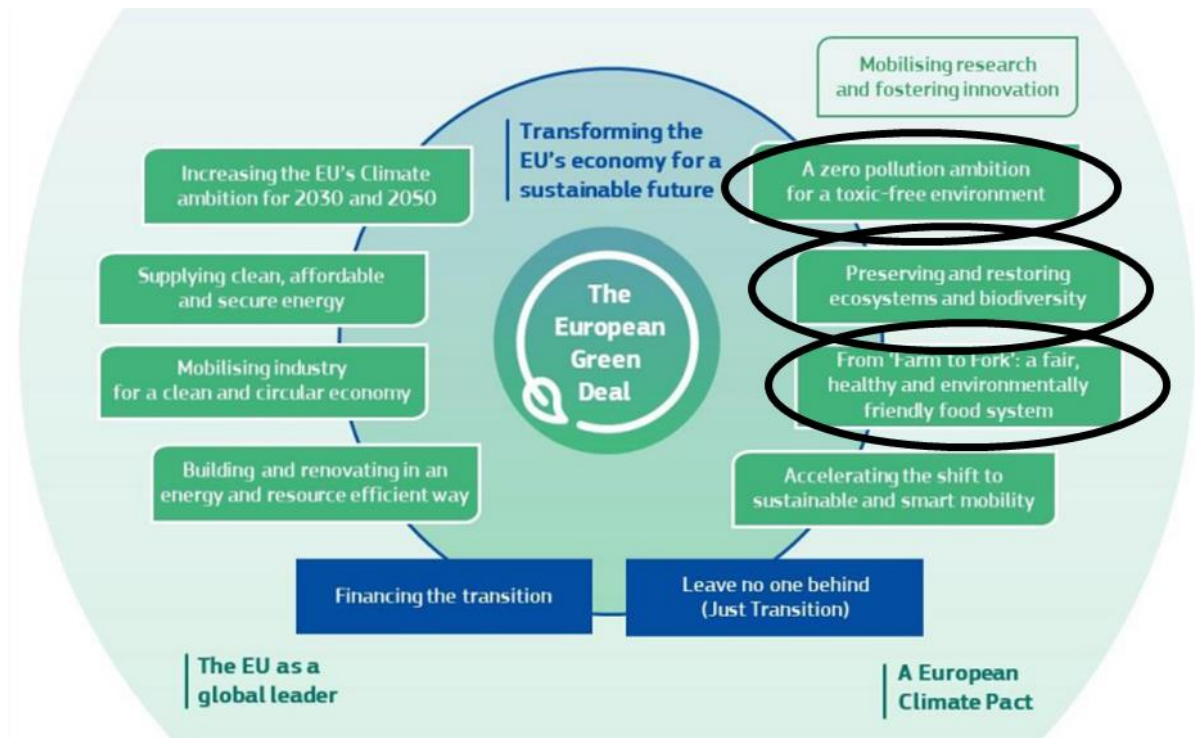 Mobilising research
and fostering innovation
Transforming the
EU's economy for a
sustainable future
Increasing the EU's Climate
ambition for 2030 and 2050
A zero pollution ambition
for a toxic-free environment
Supplying clean, affordable
and secure energy
Preserving and restoring
ecosystems and biodiversity
The
European
Green
Deal
Mobilising industry
for a clean and circular economy
From 'Farm to Fork': a fair,
healthy and environmentally
friendly food system
Building and renovating in an
energy and resource efficient way
Accelerating the shift to
sustainable and smart mobility
Financing the transition
Leave no one behind
(Just Transition)
The EU as a
global leader
A European
Climate Pact